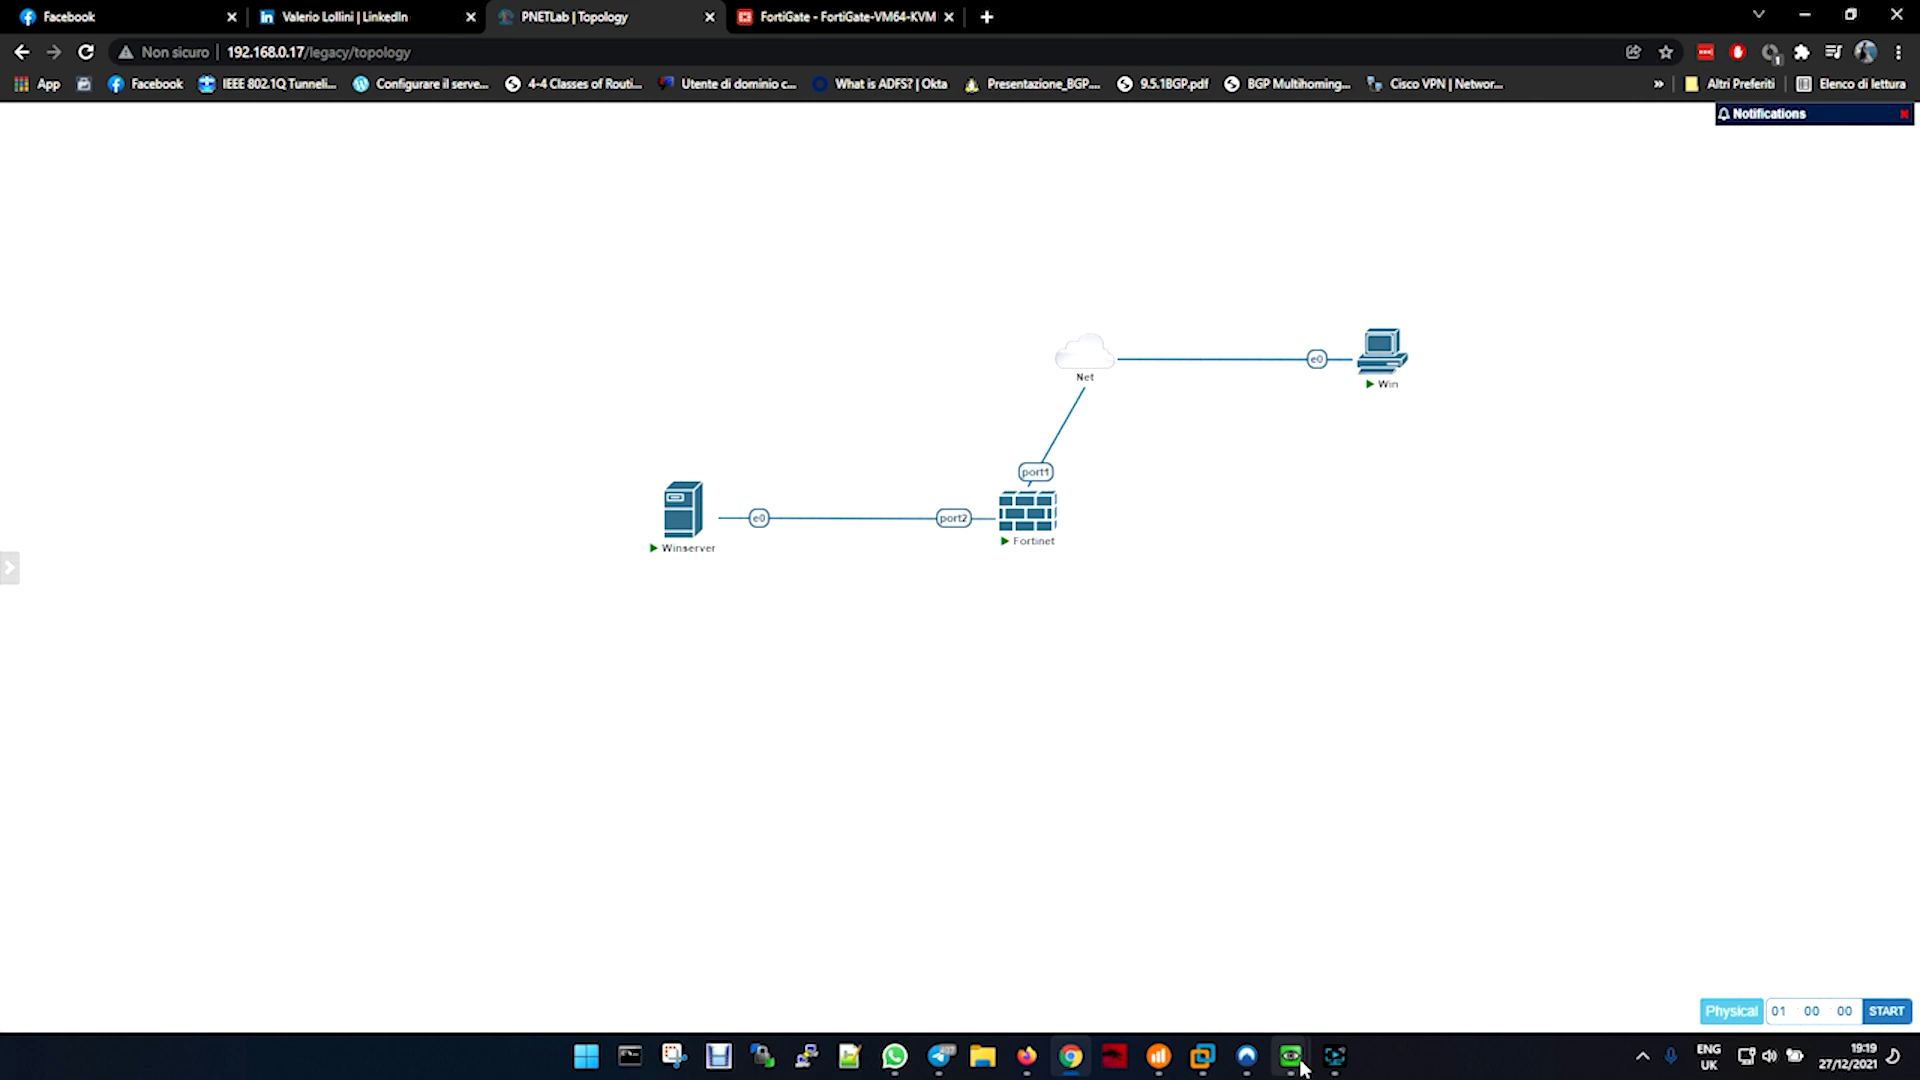 Facebook
Valerio Lollini | LinkedIn
PNETLab | Topology
FortiGate - FortiGate-VM64-KVM
Non sicuro
192.168.0.17/legacy/topology
App
Facebook
IEEE 802.1Q Tunneli...
Configurare il serve...
4-4 Classes of Routi...
Utente di dominio c...
What is ADFS? | Okta
Presentazione_BGP....
9.5.1BGP.pdf
BGP Multihoming...
Cisco VPN | Networ...
»
Altri Preferiti
Elenco di lettura
Notifications
Net
e0
Win
port1
Winserver
e0
port2
Fortinet
Physical
01 00 00
START
ENG
UK
19:19
27/12/2021